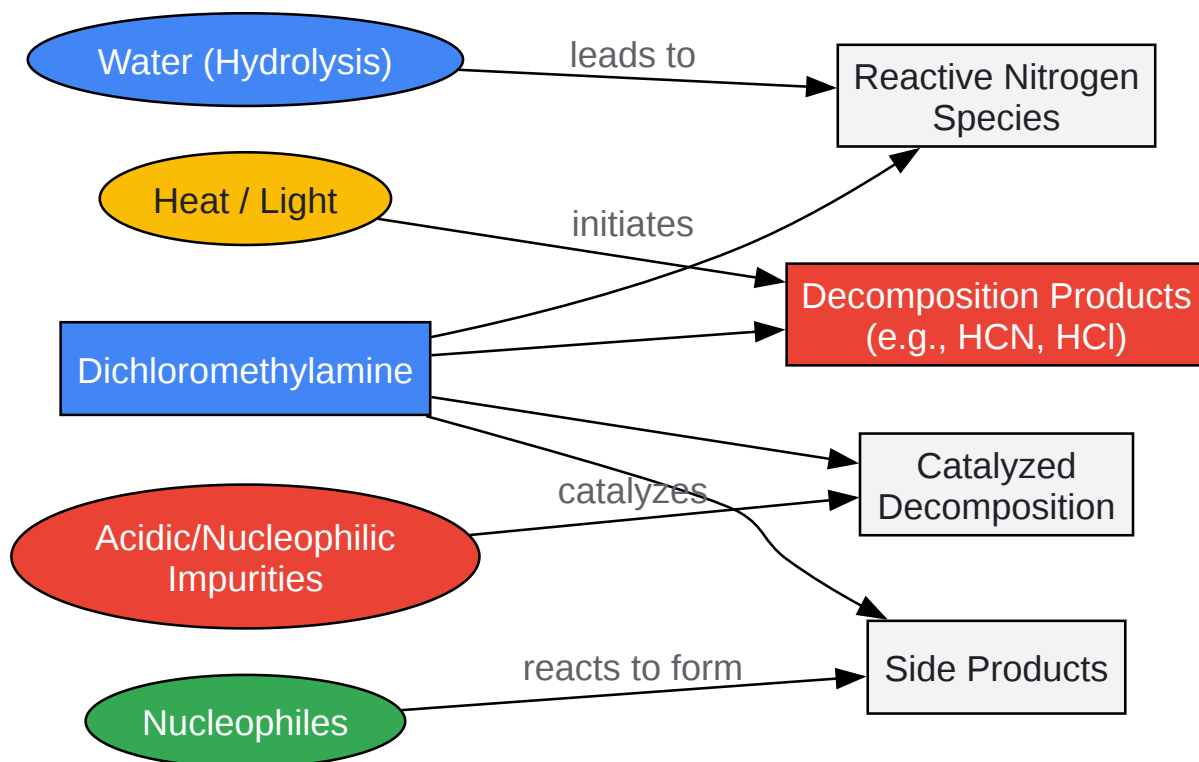 Water (Hydrolysis)
leads to
Reactive Nitrogen
Species
Heat / Light
initiates
Decomposition Products
(e.g., HCN, HCl)
Dichloromethylamine
catalyzes
Catalyzed
Decomposition
Acidic/Nucleophilic
Impurities
reacts to form
Side Products
Nucleophiles